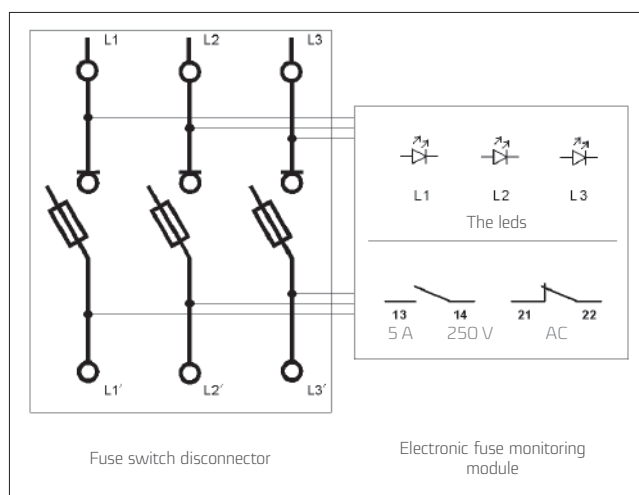 L1 L2 L3
L1 L2 L3
The leds
13 14 21 22
5 A 250 V AC
L1′ L2′ L3′
Fuse switch disconnector
Electronic fuse monitoring
module